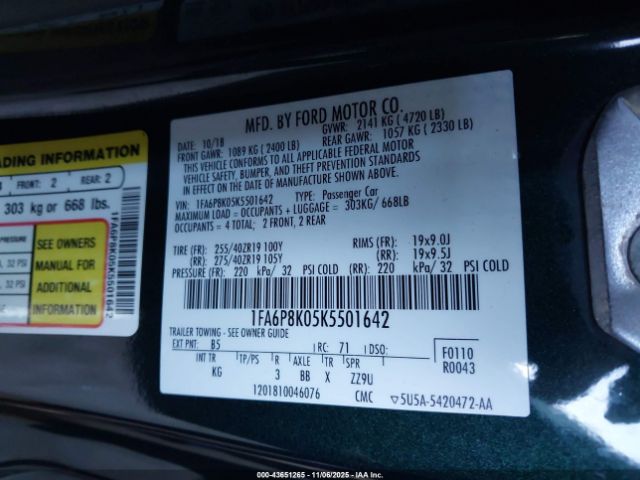 MFD. BY FORD MOTOR CO.
DATE: 10/18 GVWR: 2141 KG ( 4720 LB)
FRONT GAWR: 1089 KG ( 2400 LB) REAR GAWR: 1057 KG ( 2330 LB)
THIS VEHICLE CONFORMS TO ALL APPLICABLE FEDERAL MOTOR
VEHICLE SAFETY, BUMPER, AND THEFT PREVENTION STANDARDS IN EFFECT
ON THE DATE OF MANUFACTURE SHOWN ABOVE.
VIN: 1FA6P8K05K5501642 TYPE: Passenger Car
MAXIMUM LOAD = OCCUPANTS + LUGGAGE = 303KG/ 668LB
OCCUPANTS = 4 TOTAL; 2 FRONT, 2 REAR
TIRE (FR): 255/40ZR19 100Y RIMS (FR): 19x9.0J
(RR): 275/40ZR19 105Y (RR): 19x9.5J
PRESSURE (FR): 220 kPa/ 32 PSI COLD (RR): 220 kPa/ 32 PSI COLD
1FA6P8K05K5501642
TRAILER TOWING - SEE OWNER GUIDE
EXT PNT: B5 RC: 71 DSO: F0110
INT TR TP/PS R AXLE TR SPR R0043
KG 3 BB X ZZ9U
1201810046076 CMC ▽5U5A-5420472-AA
ADING INFORMATION
FRONT: 2 REAR: 2
303 kg or 668 lbs.
SEE OWNERS
MANUAL FOR
ADDITIONAL
INFORMATION
32 PSI
32 PSI
1FA6P8K05K5501642
000-43651265 - 11/06/2025 - IAAI.com